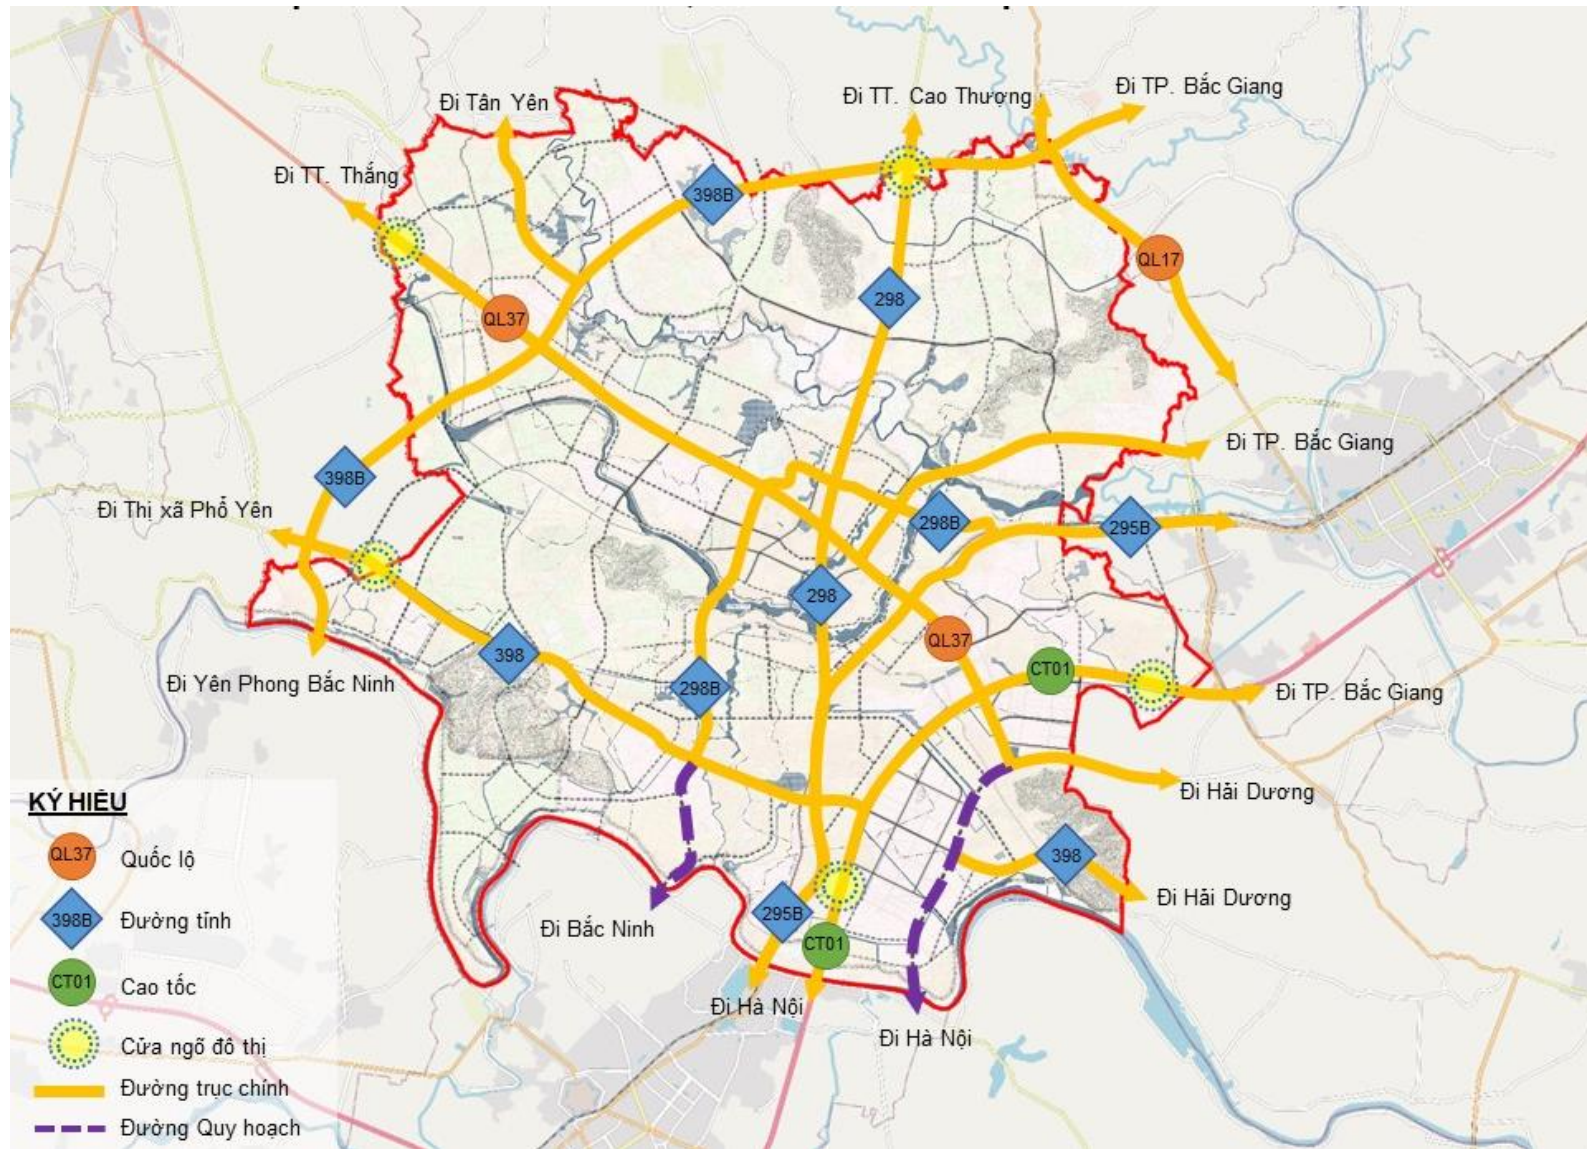 Đi Tân Yên
Đi TT. Cao Thượng
Đi TP. Bắc Giang
Đi TT. Thắng
398B
QL17
298
QL37
Đi TP. Bắc Giang
398B
Đi Thị xã Phổ Yên
298B
295B
298
QL37
398
CT01
Đi Yên Phong Bắc Ninh
298B
Đi TP. Bắc Giang
Đi Hải Dương
KÝ HIỆU
QL37 Quốc lộ
398
Đi Hải Dương
398B Đường tỉnh
295B
Đi Bắc Ninh
CT01
CT01 Cao tốc
Đi Hà Nội
Đi Hà Nội
Cửa ngõ đô thị
Đường trục chính
Đường Quy hoạch